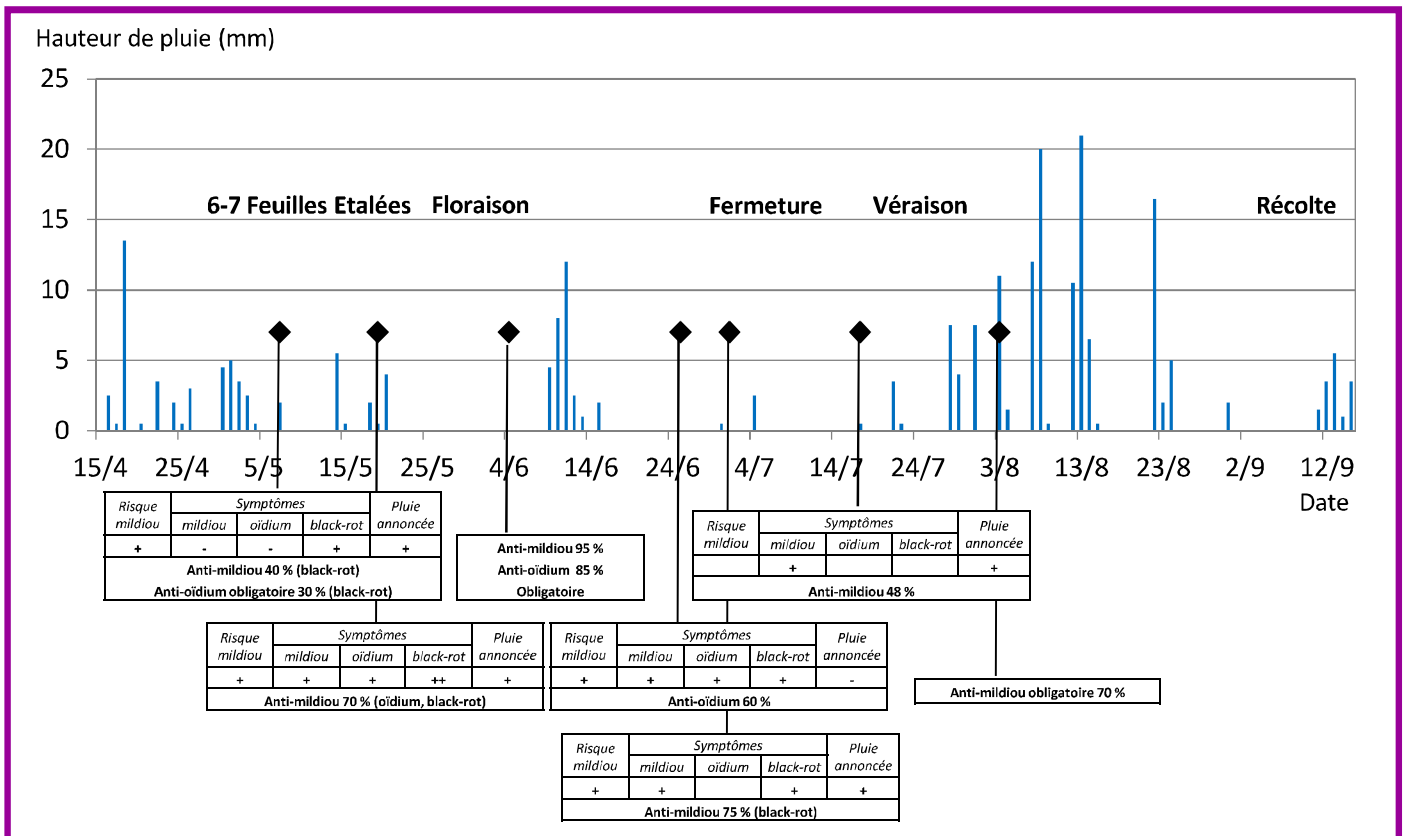 Hauteur de pluie (mm)
25
20
15
10
5
0
6-7 Feuilles Etalées Floraison Fermeture Véraison Récolte
15/4 25/4 5/5 15/5 25/5 4/6 14/6 24/6 4/7 14/7 24/7 3/8 13/8 23/8 2/9 12/9
Date
Risque mildiou Symptômes Pluie annoncée
mildiou oïdium black-rot
+ - - + +
Anti-mildiou 40 % (black-rot)
Anti-oïdium obligatoire 30 % (black-rot)
Risque mildiou Symptômes Pluie annoncée
mildiou oïdium black-rot
+ + + ++ +
Anti-mildiou 70 % (oïdium, black-rot)
Anti-mildiou 95 %
Anti-oïdium 85 %
Obligatoire
Risque mildiou Symptômes Pluie annoncée
mildiou oïdium black-rot
+ + + + -
Anti-oïdium 60 %
Risque mildiou Symptômes Pluie annoncée
mildiou oïdium black-rot
+ + + +
Anti-mildiou 75 % (black-rot)
Risque mildiou Symptômes Pluie annoncée
mildiou oïdium black-rot
+ +
Anti-mildiou 48 %
Anti-mildiou obligatoire 70 %